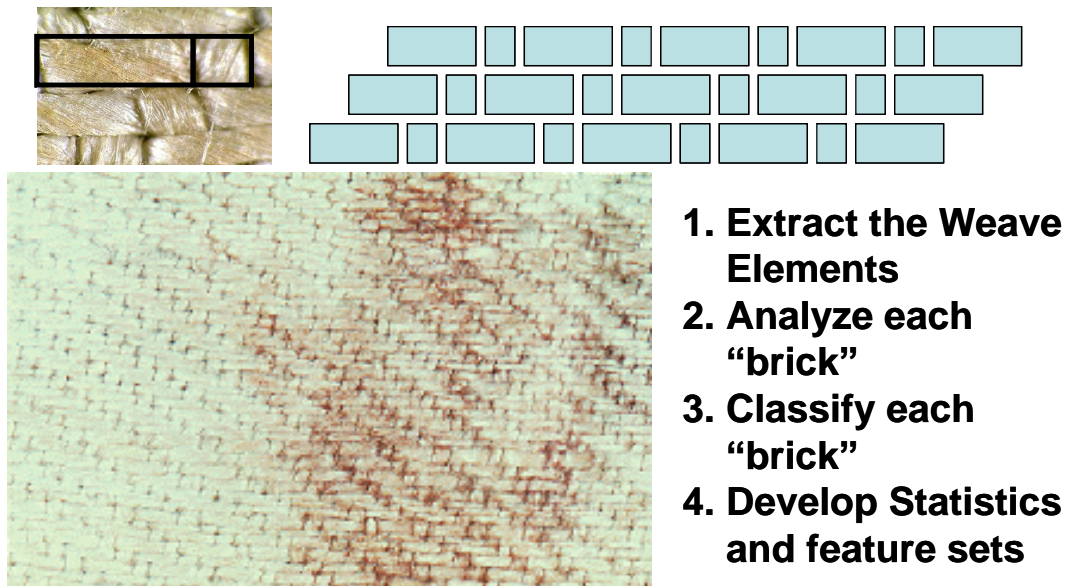 1. Extract the Weave
Elements
2. Analyze each
“brick”
3. Classify each
“brick”
4. Develop Statistics
and feature sets